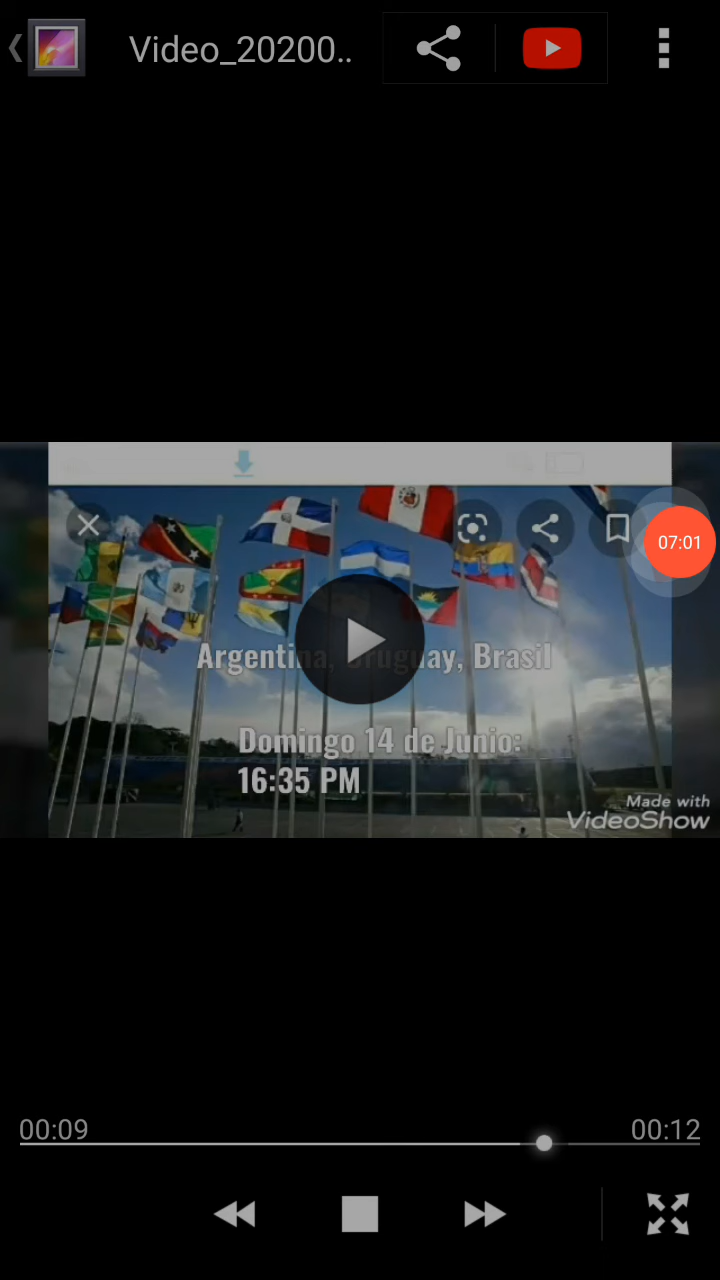 Video_20200..
07:01
Argentina, Uruguay, Brasil
Domingo 14 de Junio:
16:35 PM
Made with
VideoShow
00:09
00:12